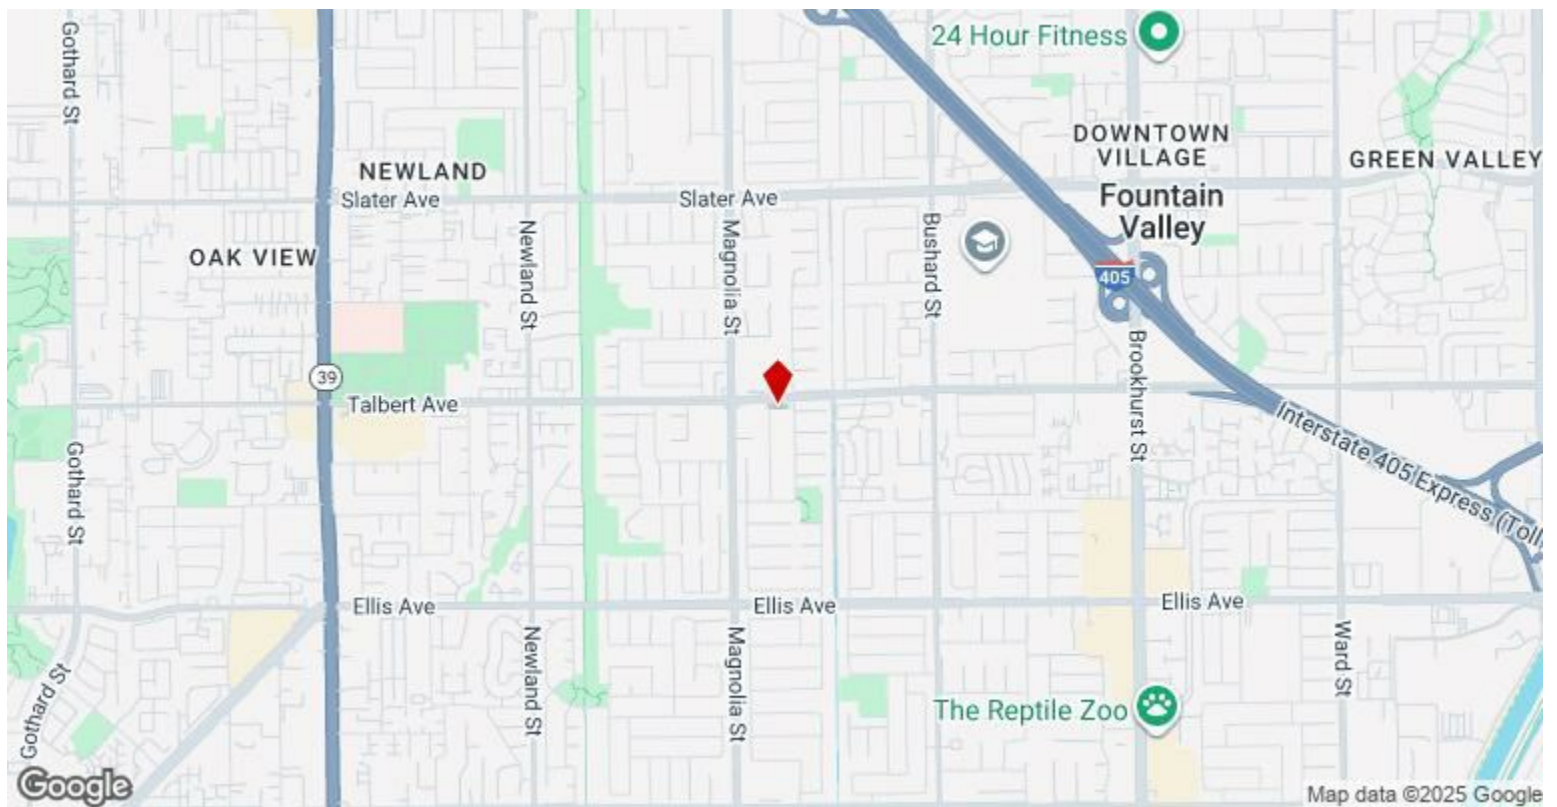 Gothard St
24 Hour Fitness
DOWNTOWN
VILLAGE
GREEN VALLEY
NEWLAND
Slater Ave
Slater Ave
Fountain
Valley
OAK VIEW
Newland St
Magnolia St
Bushard St
405
39
Talbert Ave
Brookhurst St
Interstate 405 Express (Toll)
Gothard St
Ellis Ave
Ellis Ave
Ellis Ave
Newland St
Magnolia St
Ward St
Gothard St
The Reptile Zoo
Google
Map data ©2025 Google